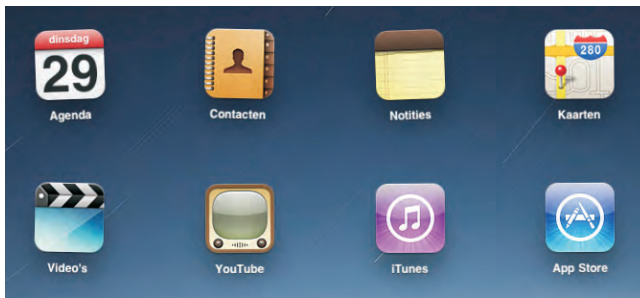 dinsdag
29
280
Agenda
Contacten
Notities
Kaarten
Video's
YouTube
iTunes
App Store